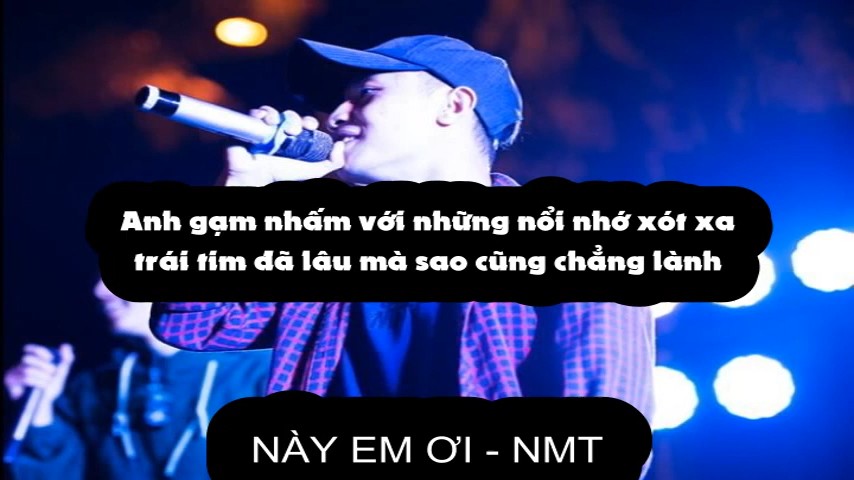 Anh gạm nhấm với những nổi nhớ xót xa
trái tim đã lâu mà sao cũng chẳng lành
NÀY EM ƠI - NMT